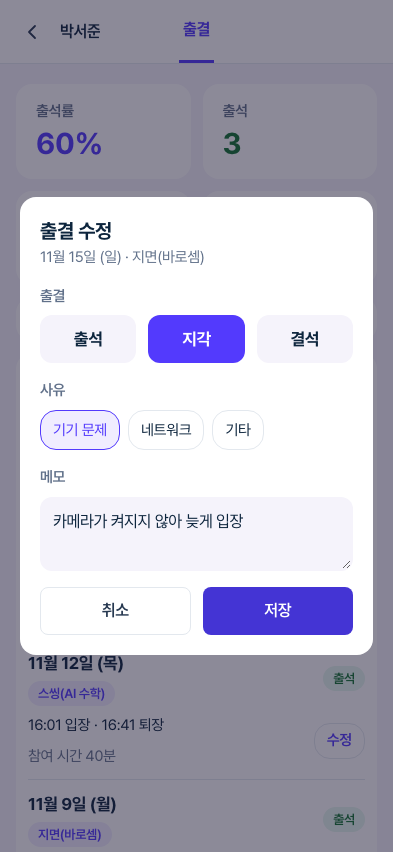 박서준
출결
출석률
출석
60%
3
출결 수정
11월 15일 (일) · 지면(바로셈)
출결
출석
지각
결석
사유
기기 문제
네트워크
기타
메모
카메라가 켜지지 않아 늦게 입장
취소
저장
11월 12일 (목)
출석
스씽(AI 수학)
16:01 입장 · 16:41 퇴장
수정
참여 시간 40분
11월 9일 (월)
출석
지면(바로셈)